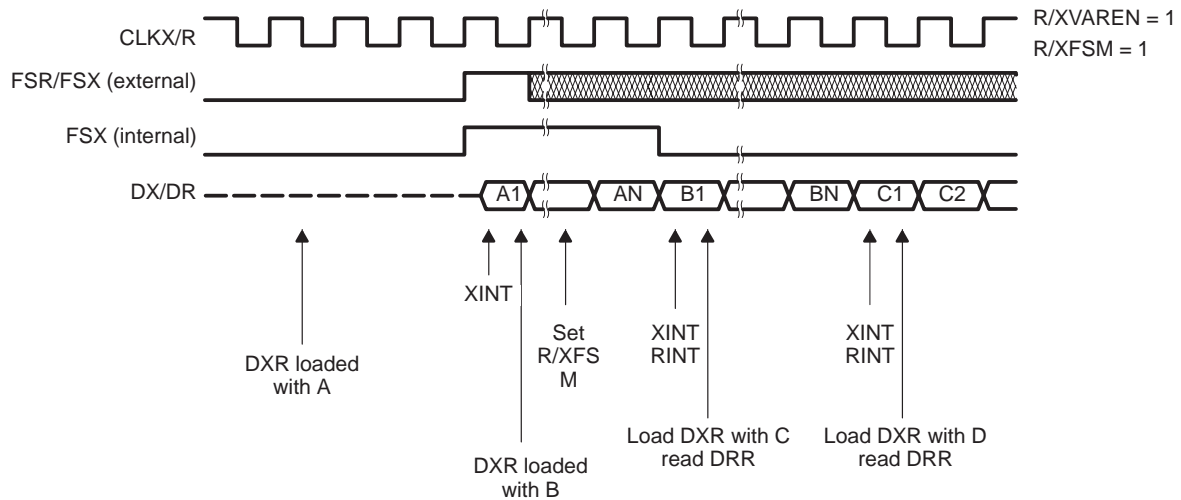 R/XVAREN = 1
CLKX/R
R/XFSM = 1
FSR/FSX (external)
FSX (internal)
DX/DR
A1
AN
B1
BN
C1
C2
XINT
Set
R/XFS
M
XINT
RINT
XINT
RINT
DXR loaded
with A
Load DXR with C
read DRR
Load DXR with D
read DRR
DXR loaded
with B